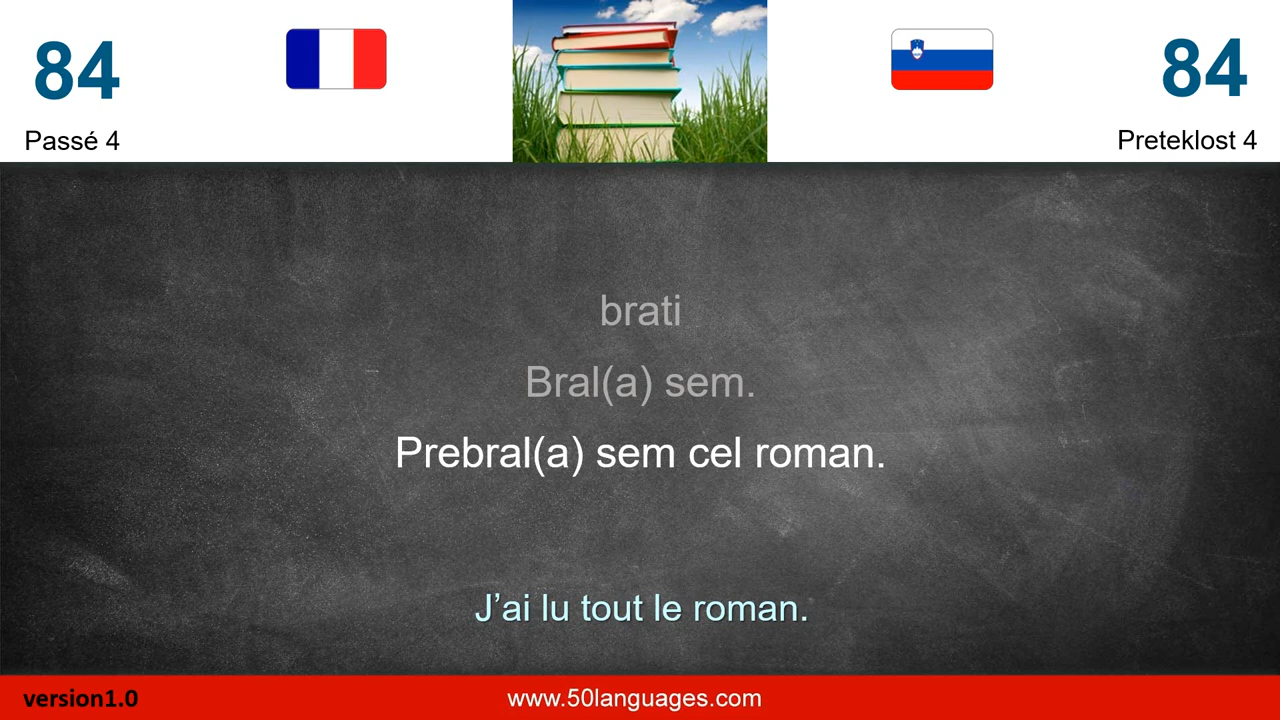 84
84
Passé 4
Preteklost 4
brati
Bral(a) sem.
Prebral(a) sem cel roman.
J’ai lu tout le roman.
version1.0
www.50languages.com